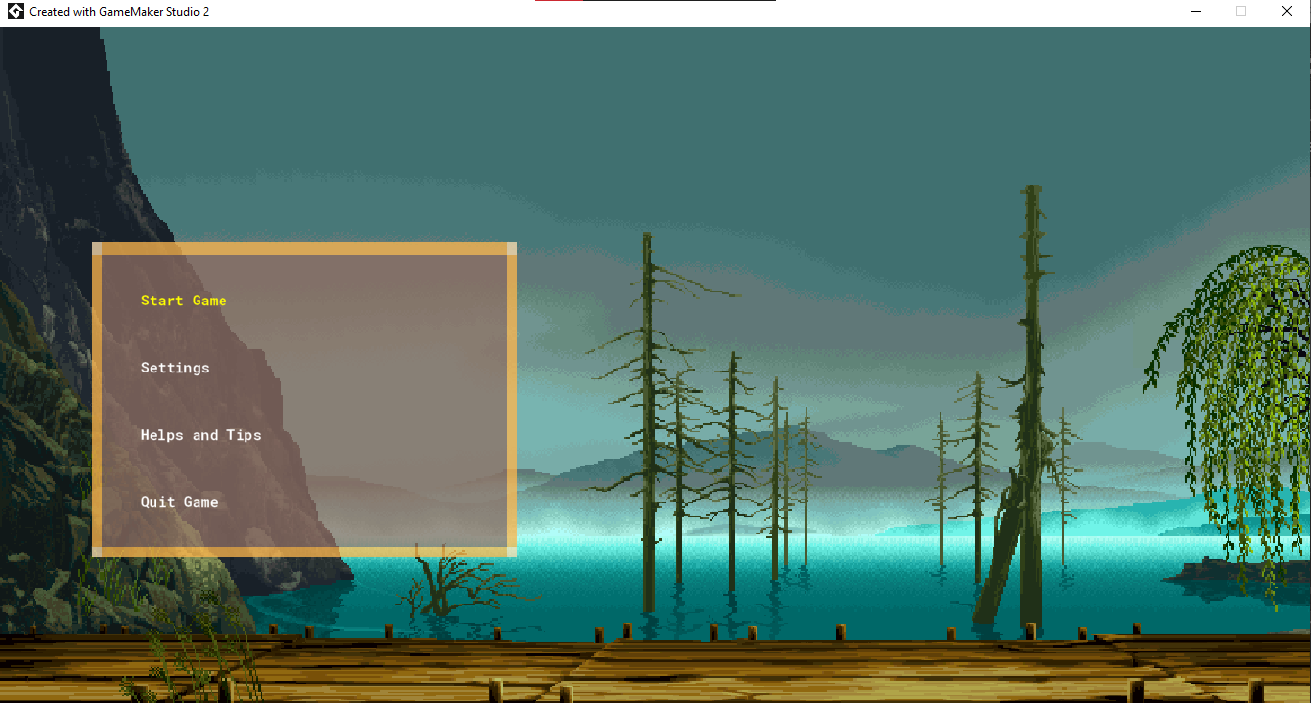 Created with GameMaker Studio 2
Start Game
Settings
Helps and Tips
Quit Game